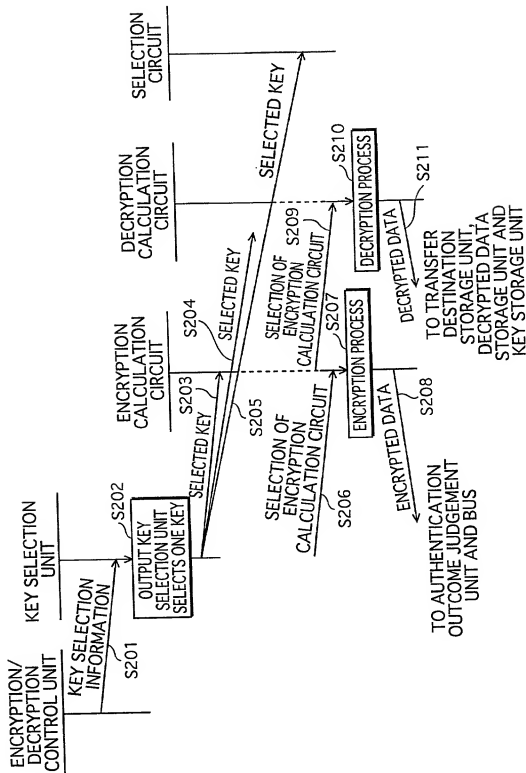 ENCRYPTION/
DECRYPTION
CONTROL UNIT
KEY SELECTION
UNIT
ENCRYPTION
CALCULATION
CIRCUIT
DECRYPTION
CALCULATION
CIRCUIT
SELECTION
CIRCUIT
KEY SELECTION
INFORMATION
S201
S202
OUTPUT KEY
SELECTION UNIT
SELECTS ONE KEY
SELECTED KEY
S203
S204
SELECTED KEY
S205
SELECTED KEY
SELECTION OF
ENCRYPTION
CALCULATION CIRCUIT
S206
S207
ENCRYPTION PROCESS
ENCRYPTED DATA
S208
TO AUTHENTICATION
OUTCOME JUDGEMENT
UNIT AND BUS
SELECTION OF
ENCRYPTION
CALCULATION CIRCUIT
S209
S210
DECRYPTION PROCESS
DECRYPTED DATA
S211
TO TRANSFER
DESTINATION
STORAGE UNIT,
DECRYPTED DATA
STORAGE UNIT AND
KEY STORAGE UNIT